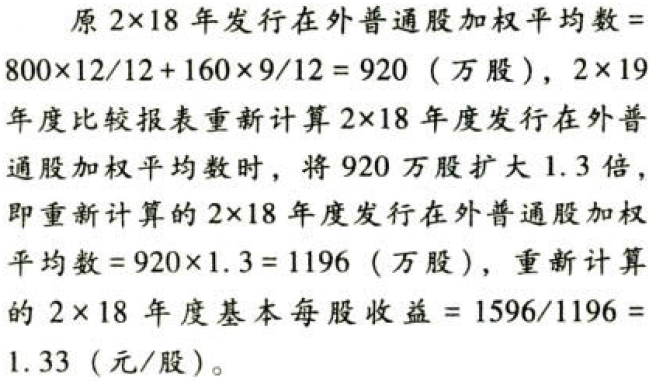 原 2×18 年发行在外普通股加权平均数 =
800×12/12 + 160×9/12 = 920 （万股），2×19
年度比较报表重新计算 2×18 年度发行在外普
通股加权平均数时，将 920 万股扩大 1. 3 倍，
即重新计算的 2×18 年度发行在外普通股加权
平均数 = 920×1. 3 = 1196 （万股），重新计算
的 2×18 年度基本每股收益 = 1596/1196 =
1. 33 （元/股）。